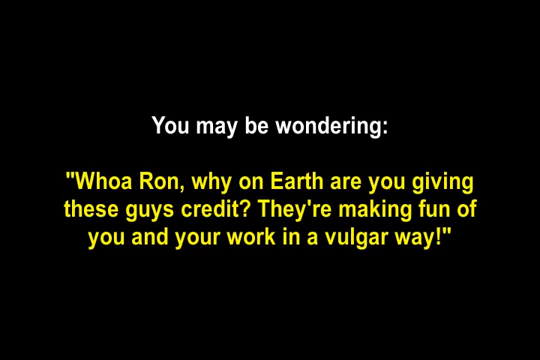 You may be wondering:
"Whoa Ron, why on Earth are you giving
these guys credit? They're making fun of
you and your work in a vulgar way!"